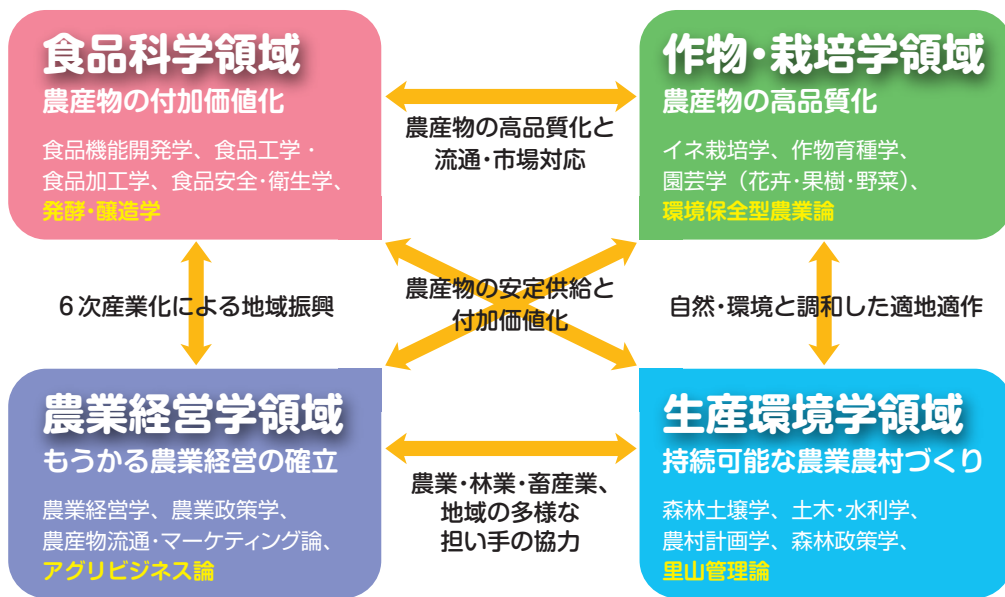 食品科学領域
農産物の付加価値化
食品機能開発学、食品工学・
食品加工学、食品安全・衛生学、
発酵・醸造学
農産物の高品質化と
流通・市場対応
作物・栽培学領域
農産物の高品質化
イネ栽培学、作物育種学、
園芸学（花卉・果樹・野菜）、
環境保全型農業論
6次産業化による地域振興
農産物の安定供給と
付加価値化
自然・環境と調和した適地適作
農業経営学領域
もうかる農業経営の確立
農業経営学、農業政策学、
農産物流通・マーケティング論、
アグリビジネス論
農業・林業・畜産業、
地域の多様な
担い手の協力
生産環境学領域
持続可能な農業農村づくり
森林土壌学、土木・水利学、
農村計画学、森林政策学、
里山管理論